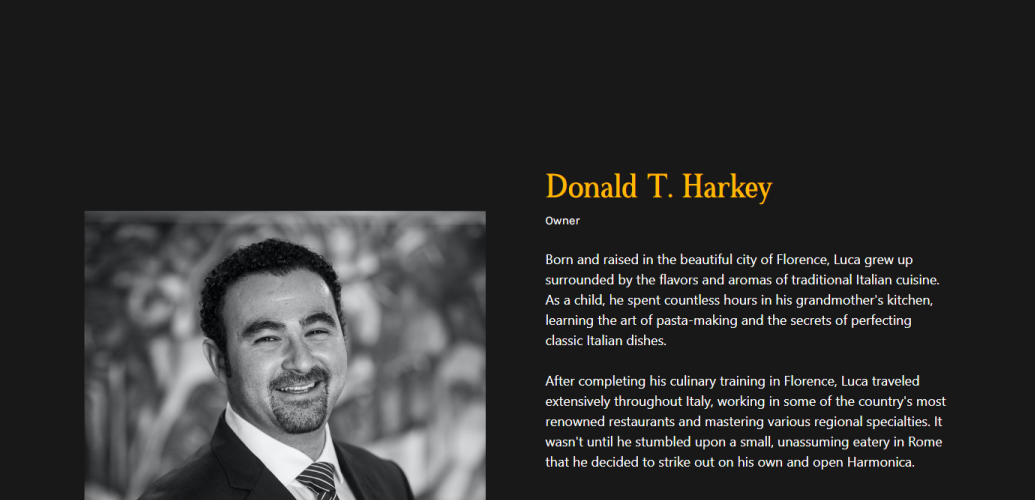 Donald T. Harkey
Owner
Born and raised in the beautiful city of Florence, Luca grew up
surrounded by the flavors and aromas of traditional Italian cuisine.
As a child, he spent countless hours in his grandmother's kitchen,
learning the art of pasta-making and the secrets of perfecting
classic Italian dishes.
After completing his culinary training in Florence, Luca traveled
extensively throughout Italy, working in some of the country's most
renowned restaurants and mastering various regional specialties. It
wasn't until he stumbled upon a small, unassuming eatery in Rome
that he decided to strike out on his own and open Harmonica.